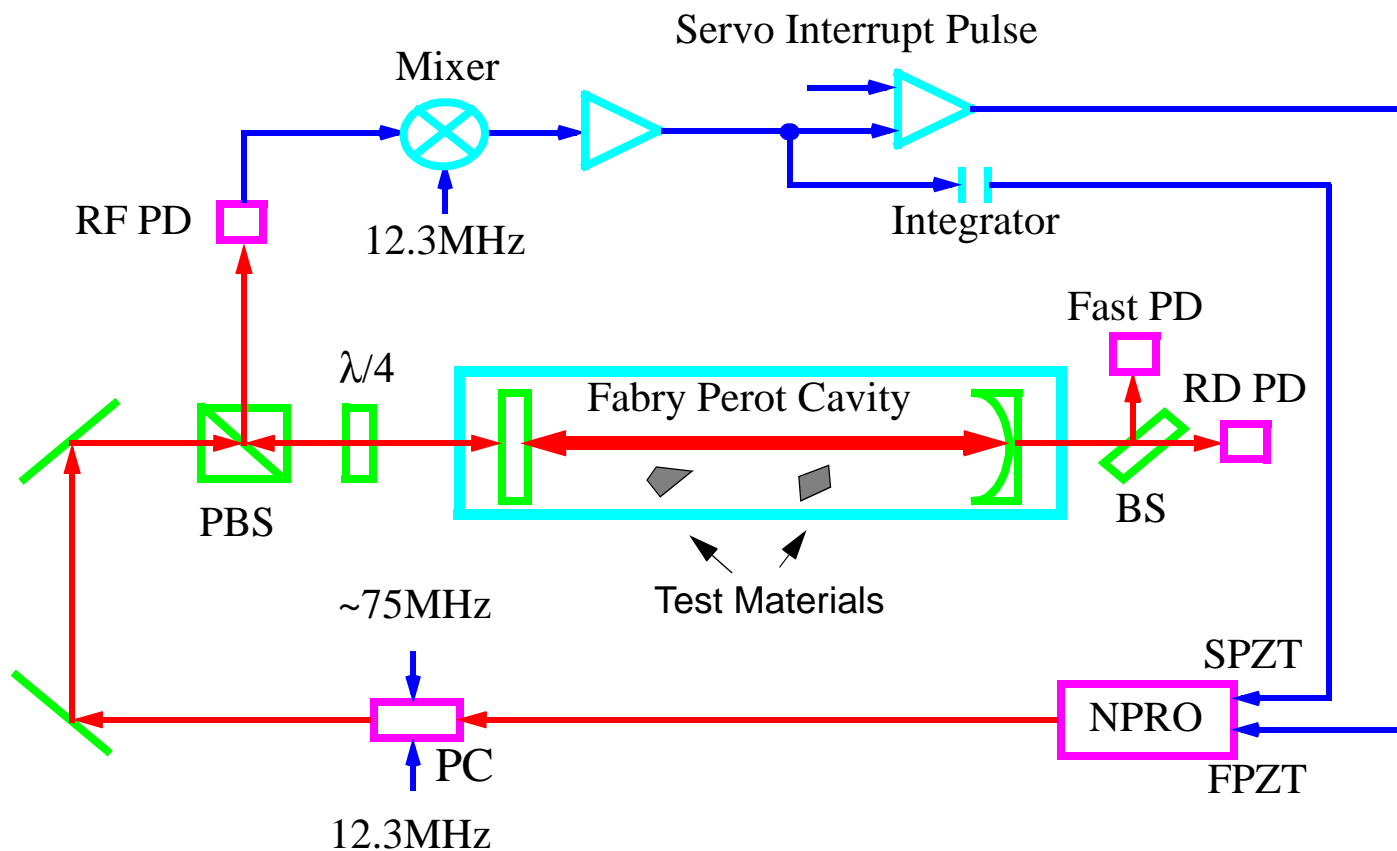 Servo Interrupt Pulse
Mixer
RF PD
12.3MHz
Integrator
Fast PD
λ/4
Fabry Perot Cavity
RD PD
PBS
BS
Test Materials
~75MHz
SPZT
NPRO
PC
FPZT
12.3MHz